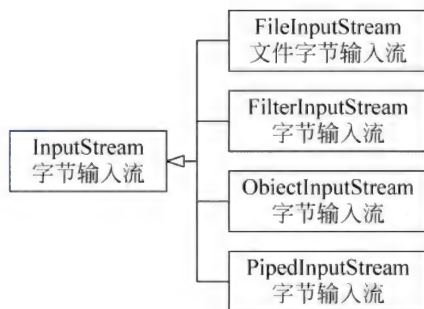 FileInputStream
文件字节输入流
FilterInputStream
字节输入流
InputStream
字节输入流
ObiectInputStream
字节输入流
PipedInputStream
字节输入流